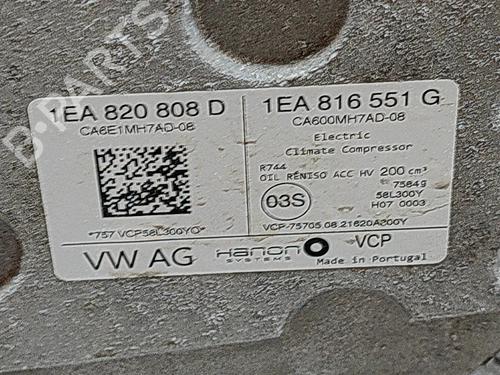 1EA 820 808 D
CA6E1MH7AD-08
1EA 816 551 G
CA600MH7AD-08
Electric
Climate Compressor
R744
OIL RENISO ACC HV 200 cm³
03S
75849
58L300Y
H07 0003
*757 VCP58L300YO*
VCP-75705.08.21620A200Y
VW AG
Hanon
SYSTEMS
VCP
Made in Portugal
B-PARTS